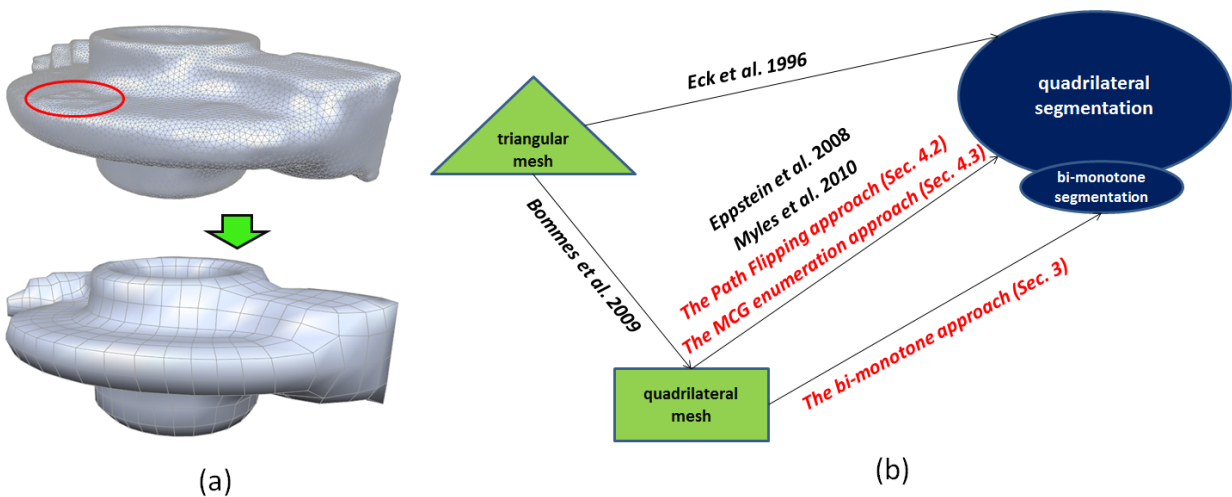 Eck et al. 1996
quadrilateral
segmentation
triangular
mesh
bi-monotone
segmentation
Eppstein et al. 2008
Myles et al. 2010
The Path Flipping approach (Sec. 4.2)
The MCG enumeration approach (Sec. 4.3)
Bommes et al. 2009
The bi-monotone approach (Sec. 3)
quadrilateral
mesh
(a)
(b)